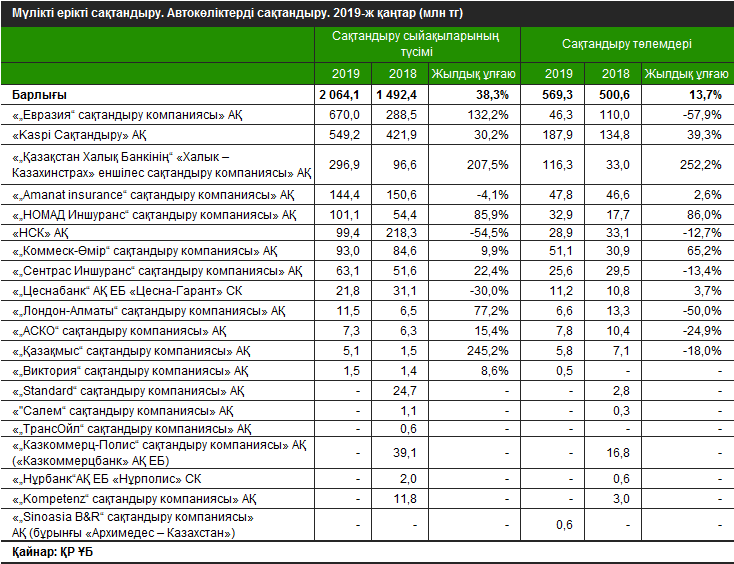 Мүлікті ерікті сақтандыру. Автокөліктерді сақтандыру. 2019-ж қаңтар (млн тг)
Сақтандыру сыйақыларының түсімі Сақтандыру төлемдері
2019 2018 Жылдық ұлғаю 2019 2018 Жылдық ұлғаю
Барлығы 2 064,1 1 492,4 38,3% 569,3 500,6 13,7%
«„Евразия“ сақтандыру компаниясы» АҚ 670,0 288,5 132,2% 46,3 110,0 -57,9%
«Kaspi Сақтандыру» АҚ 549,2 421,9 30,2% 187,9 134,8 39,3%
«„Қазақстан Халық Банкінің“ «Халык –
Казахинстрах» еншілес сақтандыру компаниясы» АҚ 296,9 96,6 207,5% 116,3 33,0 252,2%
«„Amanat insurance“ сақтандыру компаниясы» АҚ 144,4 150,6 -4,1% 47,8 46,6 2,6%
«„НОМАД Иншуранс“ сақтандыру компаниясы» АҚ 101,1 54,4 85,9% 32,9 17,7 86,0%
«НСК» АҚ 99,4 218,3 -54,5% 28,9 33,1 -12,7%
«„Коммеск-Өмір“ сақтандыру компаниясы» АҚ 93,0 84,6 9,9% 51,1 30,9 65,2%
«„Сентрас Иншуранс“ сақтандыру компаниясы» АҚ 63,1 51,6 22,4% 25,6 29,5 -13,4%
«„Цеснабанк“ АҚ ЕБ «Цесна-Гарант» СК 21,8 31,1 -30,0% 11,2 10,8 3,7%
«„Лондон-Алматы“ сақтандыру компаниясы» АҚ 11,5 6,5 77,2% 6,6 13,3 -50,0%
«„АСКО“ сақтандыру компаниясы» АҚ 7,3 6,3 15,4% 7,8 10,4 -24,9%
«„Қазақмыс“ сақтандыру компаниясы» АҚ 5,1 1,5 245,2% 5,8 7,1 -18,0%
«„Виктория“ сақтандыру компаниясы» АҚ 1,5 1,4 8,6% 0,5 - -
«„Standard“ сақтандыру компаниясы» АҚ - 24,7 - - 2,8 -
«"Салем“ сақтандыру компаниясы» АҚ - 1,1 - - 0,3 -
«„ТрансОйл“ сақтандыру компаниясы» АҚ - 0,6 - - - -
«„Казкоммерц-Полис“ сақтандыру компаниясы» АҚ
(«Казкоммерцбанк» АҚ ЕБ) - 39,1 - - 16,8 -
«„Нұрбанк“АҚ ЕБ «Нұрполис» СК - 2,0 - - 0,6 -
«„Kompetenz“ сақтандыру компаниясы» АҚ - 11,8 - - 3,0 -
«„Sinoasia B&R“ сақтандыру компаниясы»
АҚ (бұрынғы «Архимедес – Казахстан») - - - 0,6 - -
Қайнар: ҚР ҰБ